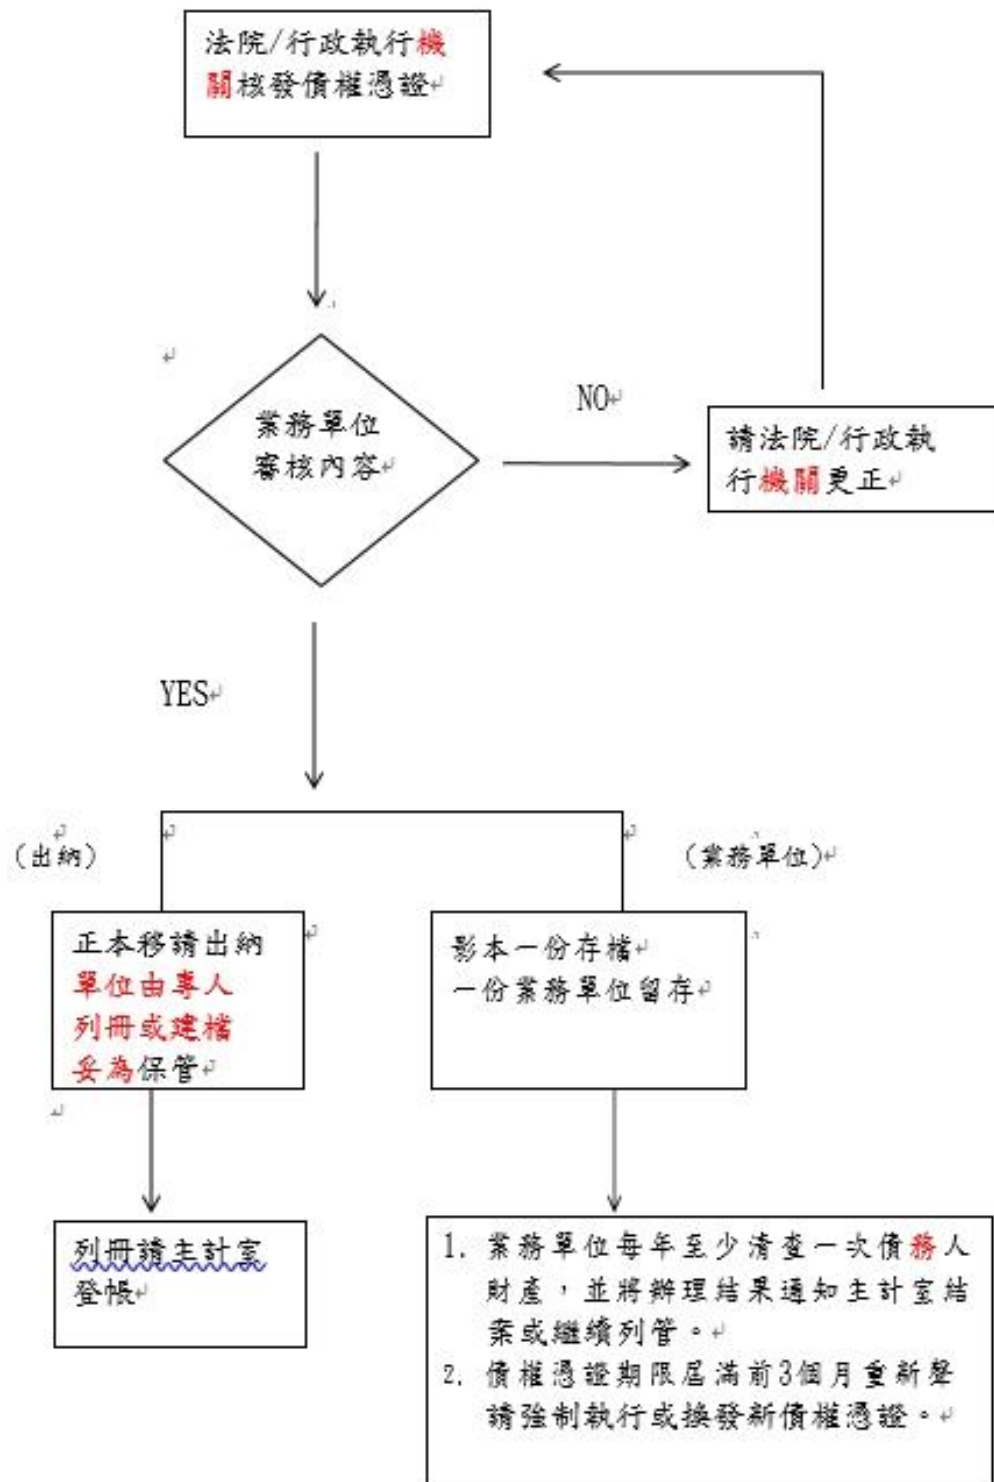 法院/行政執行機
關核發債權憑證
業務單位
審核內容
NO
請法院/行政執
行機關更正
YES
(出納)
(業務單位)
正本移請出納
單位由專人
列冊或建檔
妥為保管
影本一份存檔
一份業務單位留存
列冊請主計室
登帳
1. 業務單位每年至少清查一次債務人
財產，並將辦理結果通知主計室結
案或繼續列管。
2. 債權憑證期限屆滿前3個月重新聲
請強制執行或換發新債權憑證。